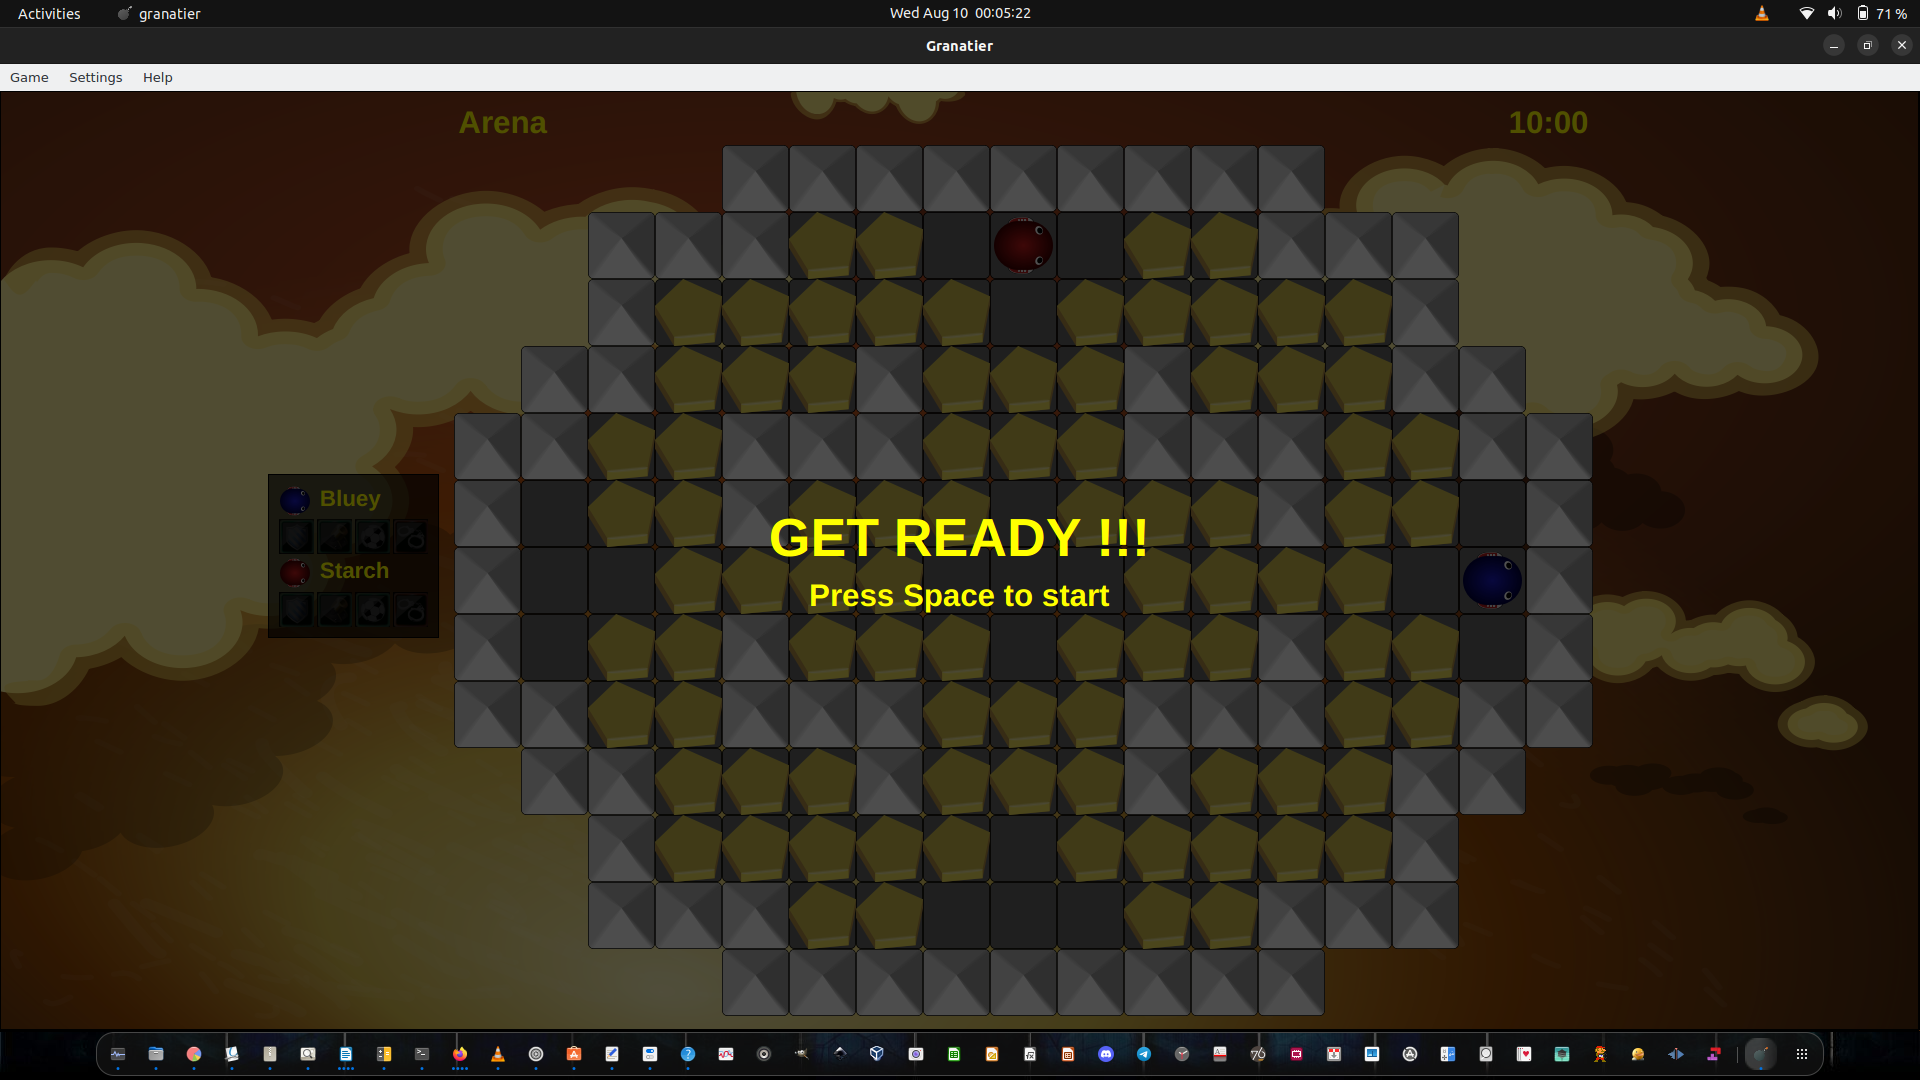 Activities
granatier
Wed Aug 10 00:05:22
71 %
Granatier
Game Settings Help
Arena
10:00
Bluey
Starch
GET READY !!!
Press Space to start
76